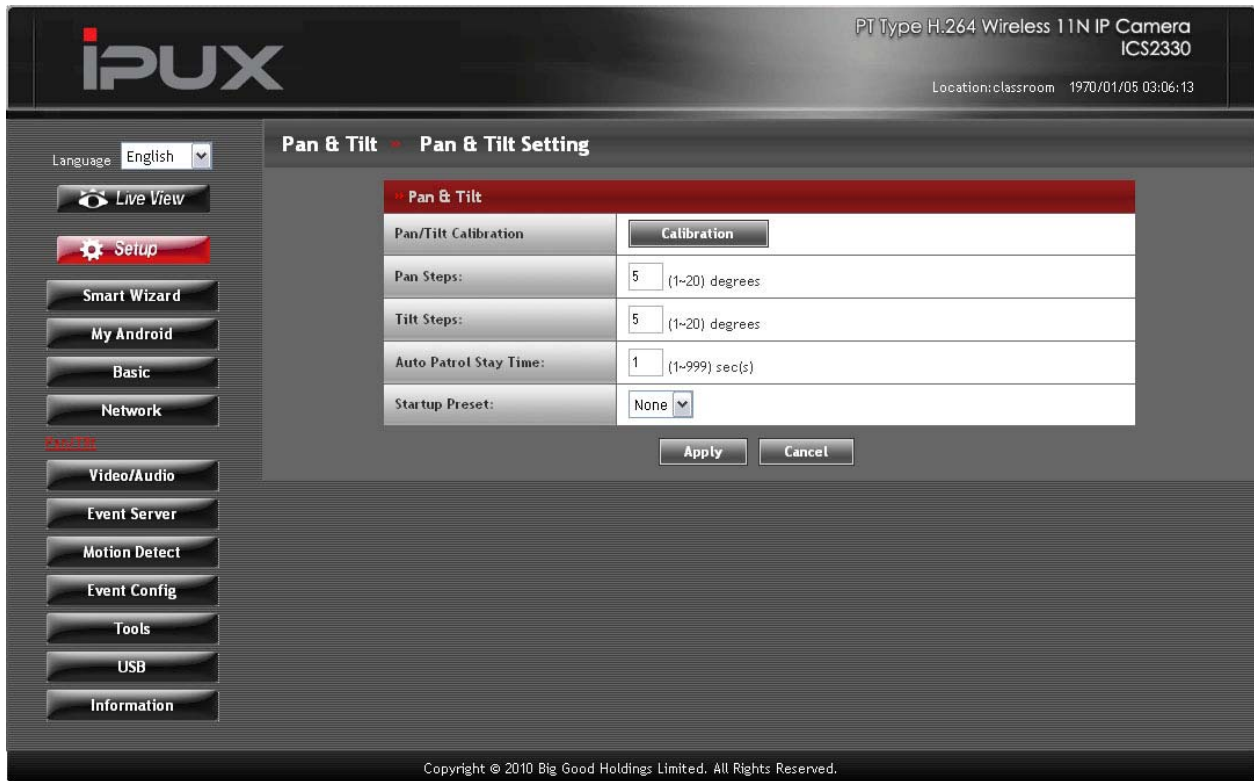 iPUX
PT Type H.264 Wireless 11N IP Camera
ICS2330
Location:classroom 1970/01/05 03:06:13
Language English
Live View
Setup
Smart Wizard
My Android
Basic
Network
Pan/Tilt
Video/Audio
Event Server
Motion Detect
Event Config
Tools
USB
Information
Pan & Tilt » Pan & Tilt Setting
» Pan & Tilt
Pan/Tilt Calibration Calibration
Pan Steps: 5 (1~20) degrees
Tilt Steps: 5 (1~20) degrees
Auto Patrol Stay Time: 1 (1~999) sec(s)
Startup Preset: None
Apply Cancel
Copyright © 2010 Big Good Holdings Limited. All Rights Reserved.